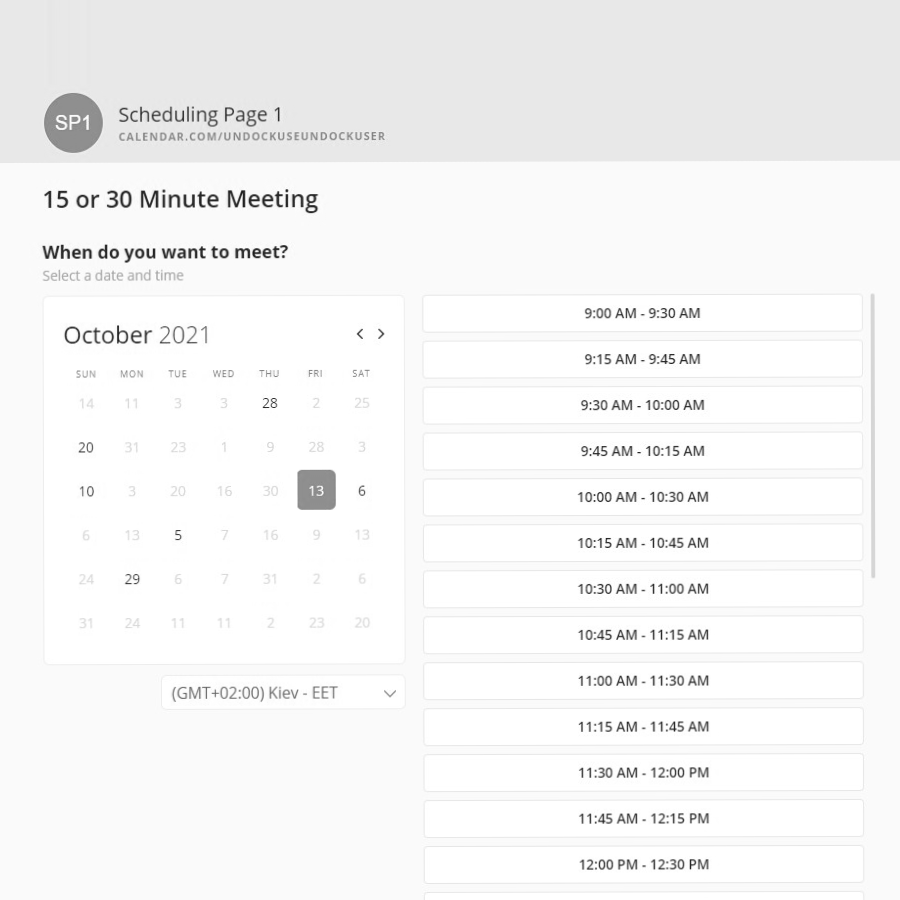 SP1
Scheduling Page 1
CALENDAR.COM/UNDOCKUSEUNDOCKUSER
15 or 30 Minute Meeting
When do you want to meet?
Select a date and time
October 2021
SUN MON TUE WED THU FRI SAT
14 11 3 3 28 2 25
20 31 23 1 9 28 3
10 3 20 16 30 13 6
6 13 5 7 16 9 13
24 29 6 7 31 2 6
31 24 11 11 2 23 20
(GMT+02:00) Kiev - EET
9:00 AM - 9:30 AM
9:15 AM - 9:45 AM
9:30 AM - 10:00 AM
9:45 AM - 10:15 AM
10:00 AM - 10:30 AM
10:15 AM - 10:45 AM
10:30 AM - 11:00 AM
10:45 AM - 11:15 AM
11:00 AM - 11:30 AM
11:15 AM - 11:45 AM
11:30 AM - 12:00 PM
11:45 AM - 12:15 PM
12:00 PM - 12:30 PM